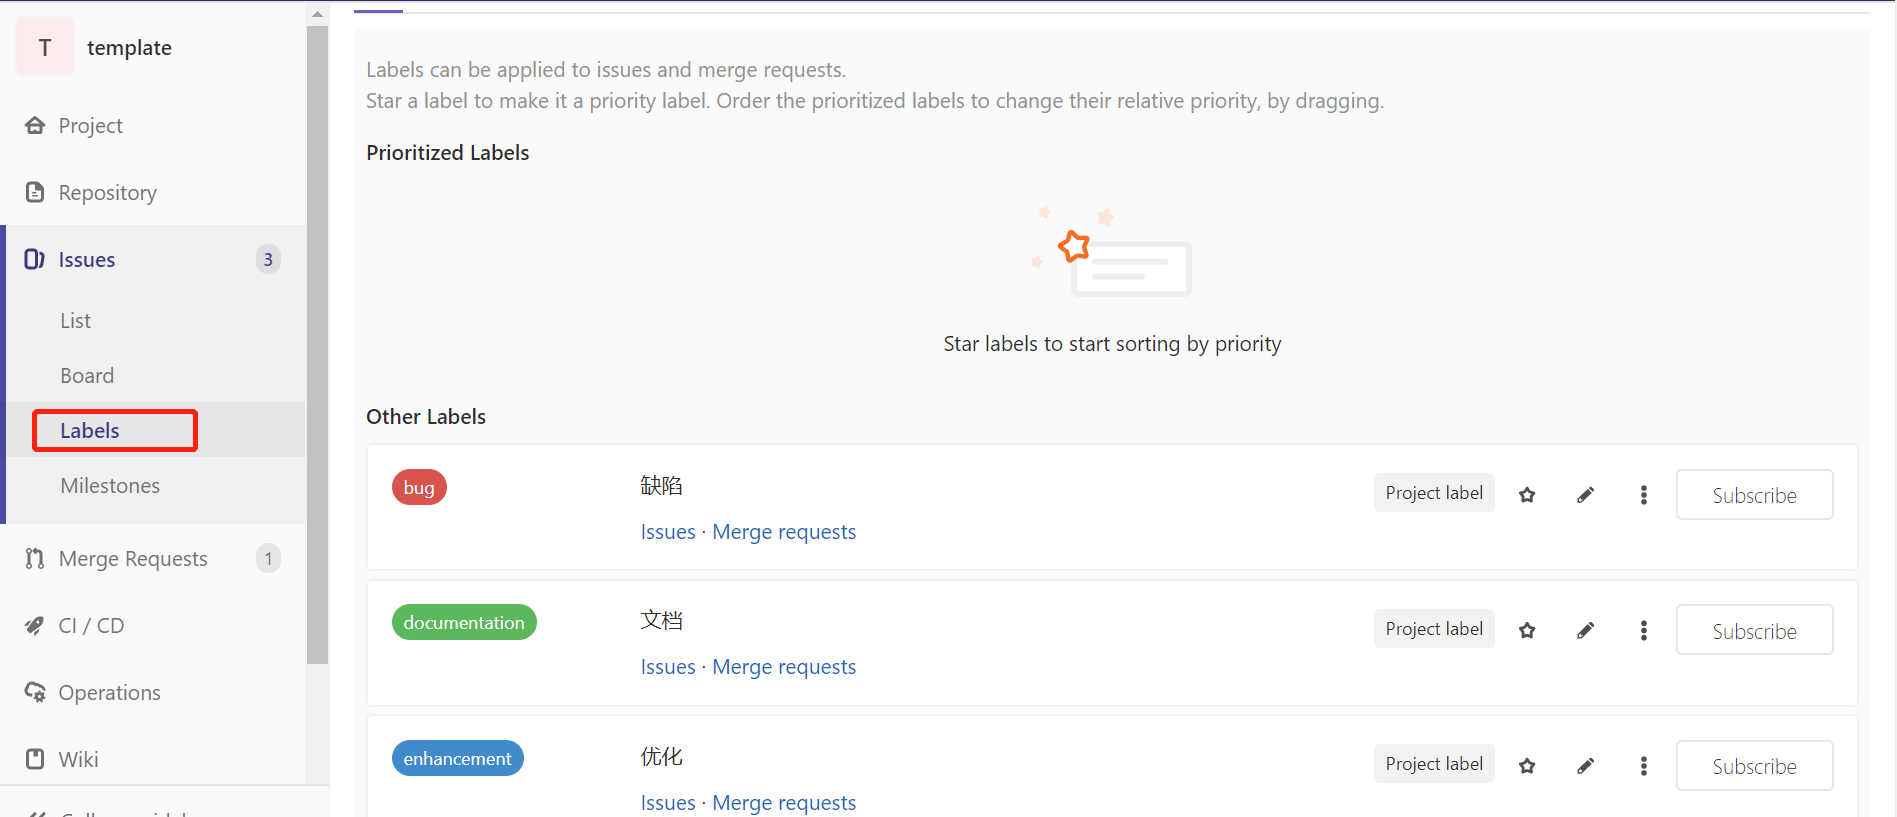 T template
Project
Repository
Issues 3
List
Board
Labels
Milestones
Merge Requests 1
CI / CD
Operations
Wiki
Labels can be applied to issues and merge requests.
Star a label to make it a priority label. Order the prioritized labels to change their relative priority, by dragging.
Prioritized Labels
Star labels to start sorting by priority
Other Labels
bug 缺陷 Project label Subscribe
Issues · Merge requests
documentation 文档 Project label Subscribe
Issues · Merge requests
enhancement 优化 Project label Subscribe
Issues · Merge requests